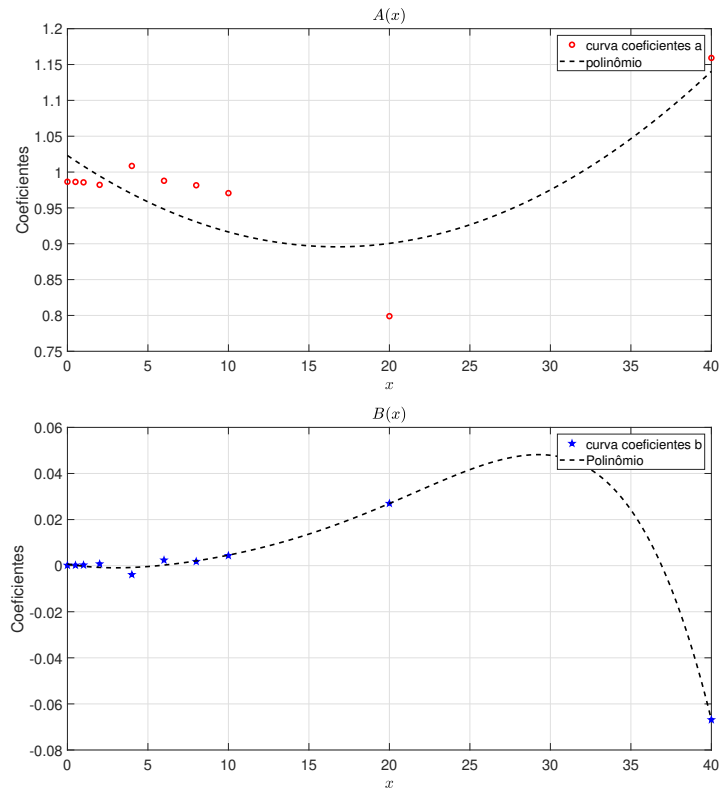 A(x)
1.2
1.15
1.1
1.05
1
0.95
0.9
0.85
0.8
0.75
Coeficientes
curva coeficientes a
polinômio
0 5 10 15 20 25 30 35 40
x
B(x)
0.06
0.04
0.02
0
-0.02
-0.04
-0.06
-0.08
Coeficientes
curva coeficientes b
Polinômio
0 5 10 15 20 25 30 35 40
x